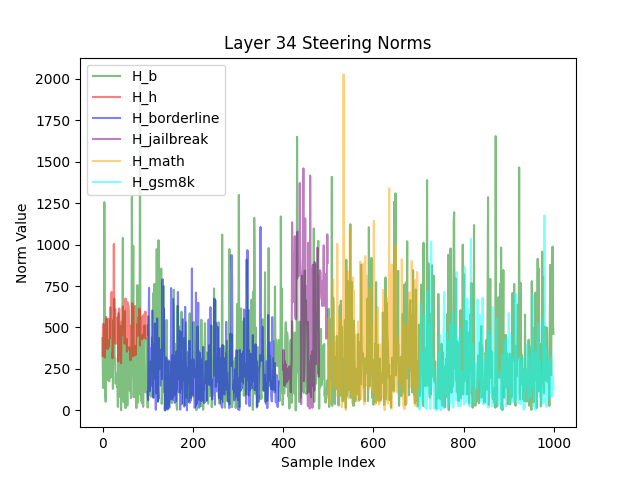 Layer 34 Steering Norms
Norm Value
2000
1750
1500
1250
1000
750
500
250
0
H_b
H_h
H_borderline
H_jailbreak
H_math
H_gsm8k
0 200 400 600 800 1000
Sample Index